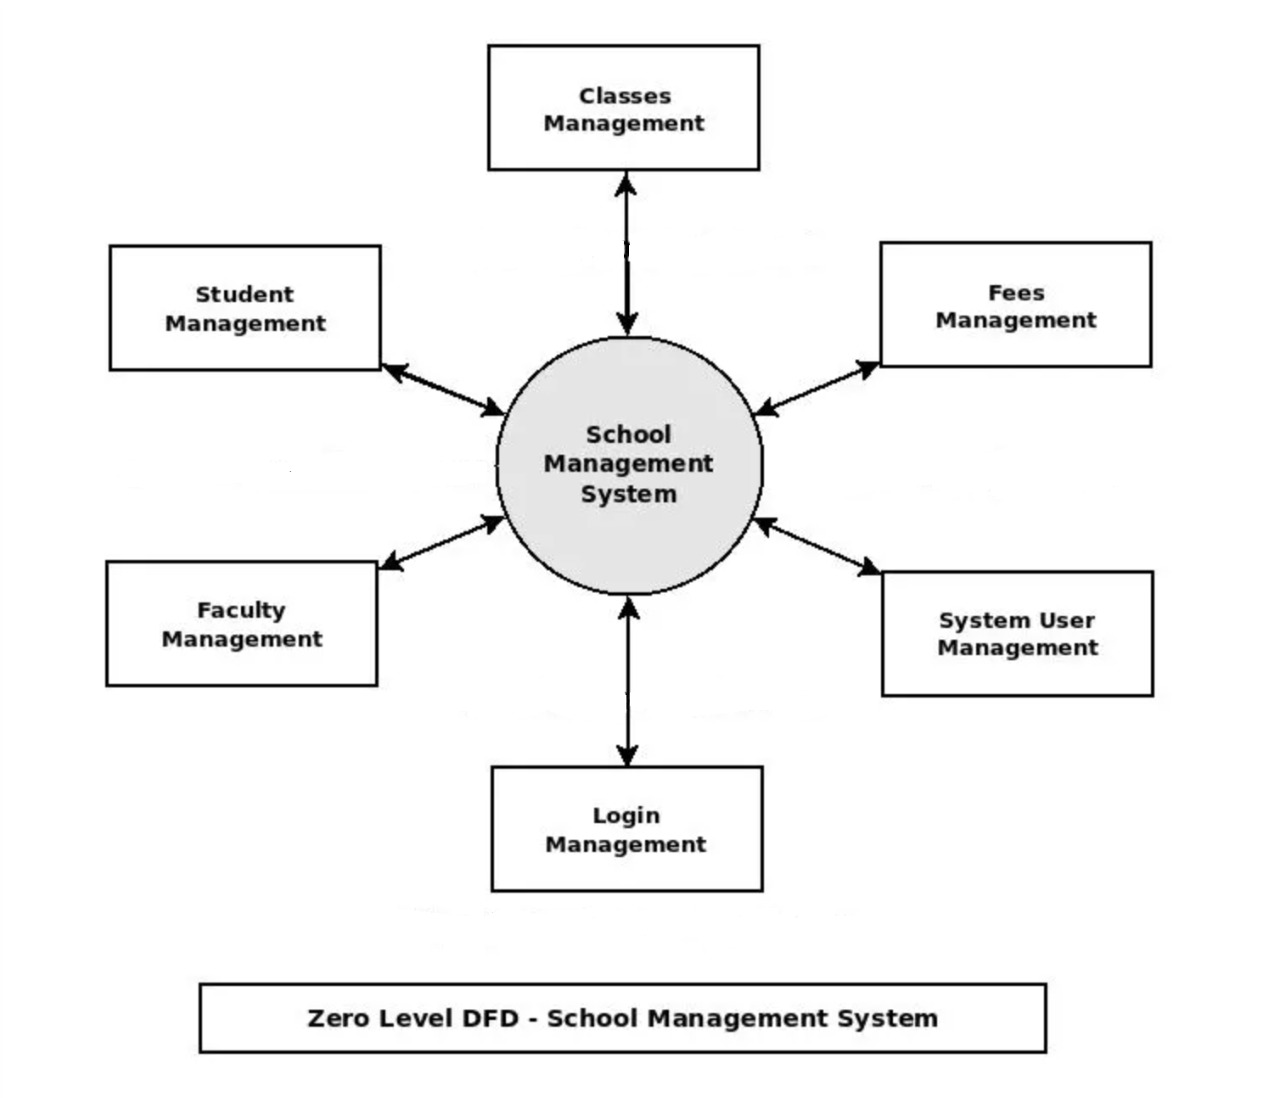 Classes
Management
Student
Management
Fees
Management
School
Management
System
Faculty
Management
System User
Management
Login
Management
Zero Level DFD - School Management System